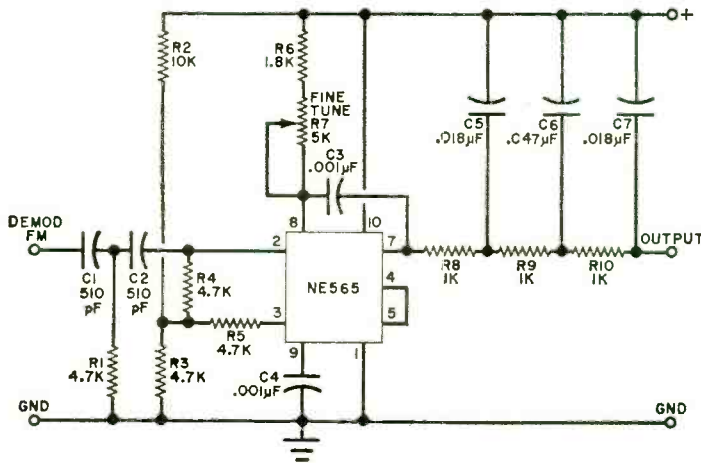 R2
10K
R6
1.8K
+
FINE
TUNE
R7
5K
C3
.001µF
C5
.018µF
C6
.C47µF
C7
.018µF
DEMOD
FM
C1
510
pF
C2
510
pF
R4
4.7K
8
10
2
7
4
NE565
3
5
9
1
R5
4.7K
R8
1K
R9
1K
R10
1K
OUTPUT
R1
4.7K
R3
4.7K
C4
.001µF
GND
GND